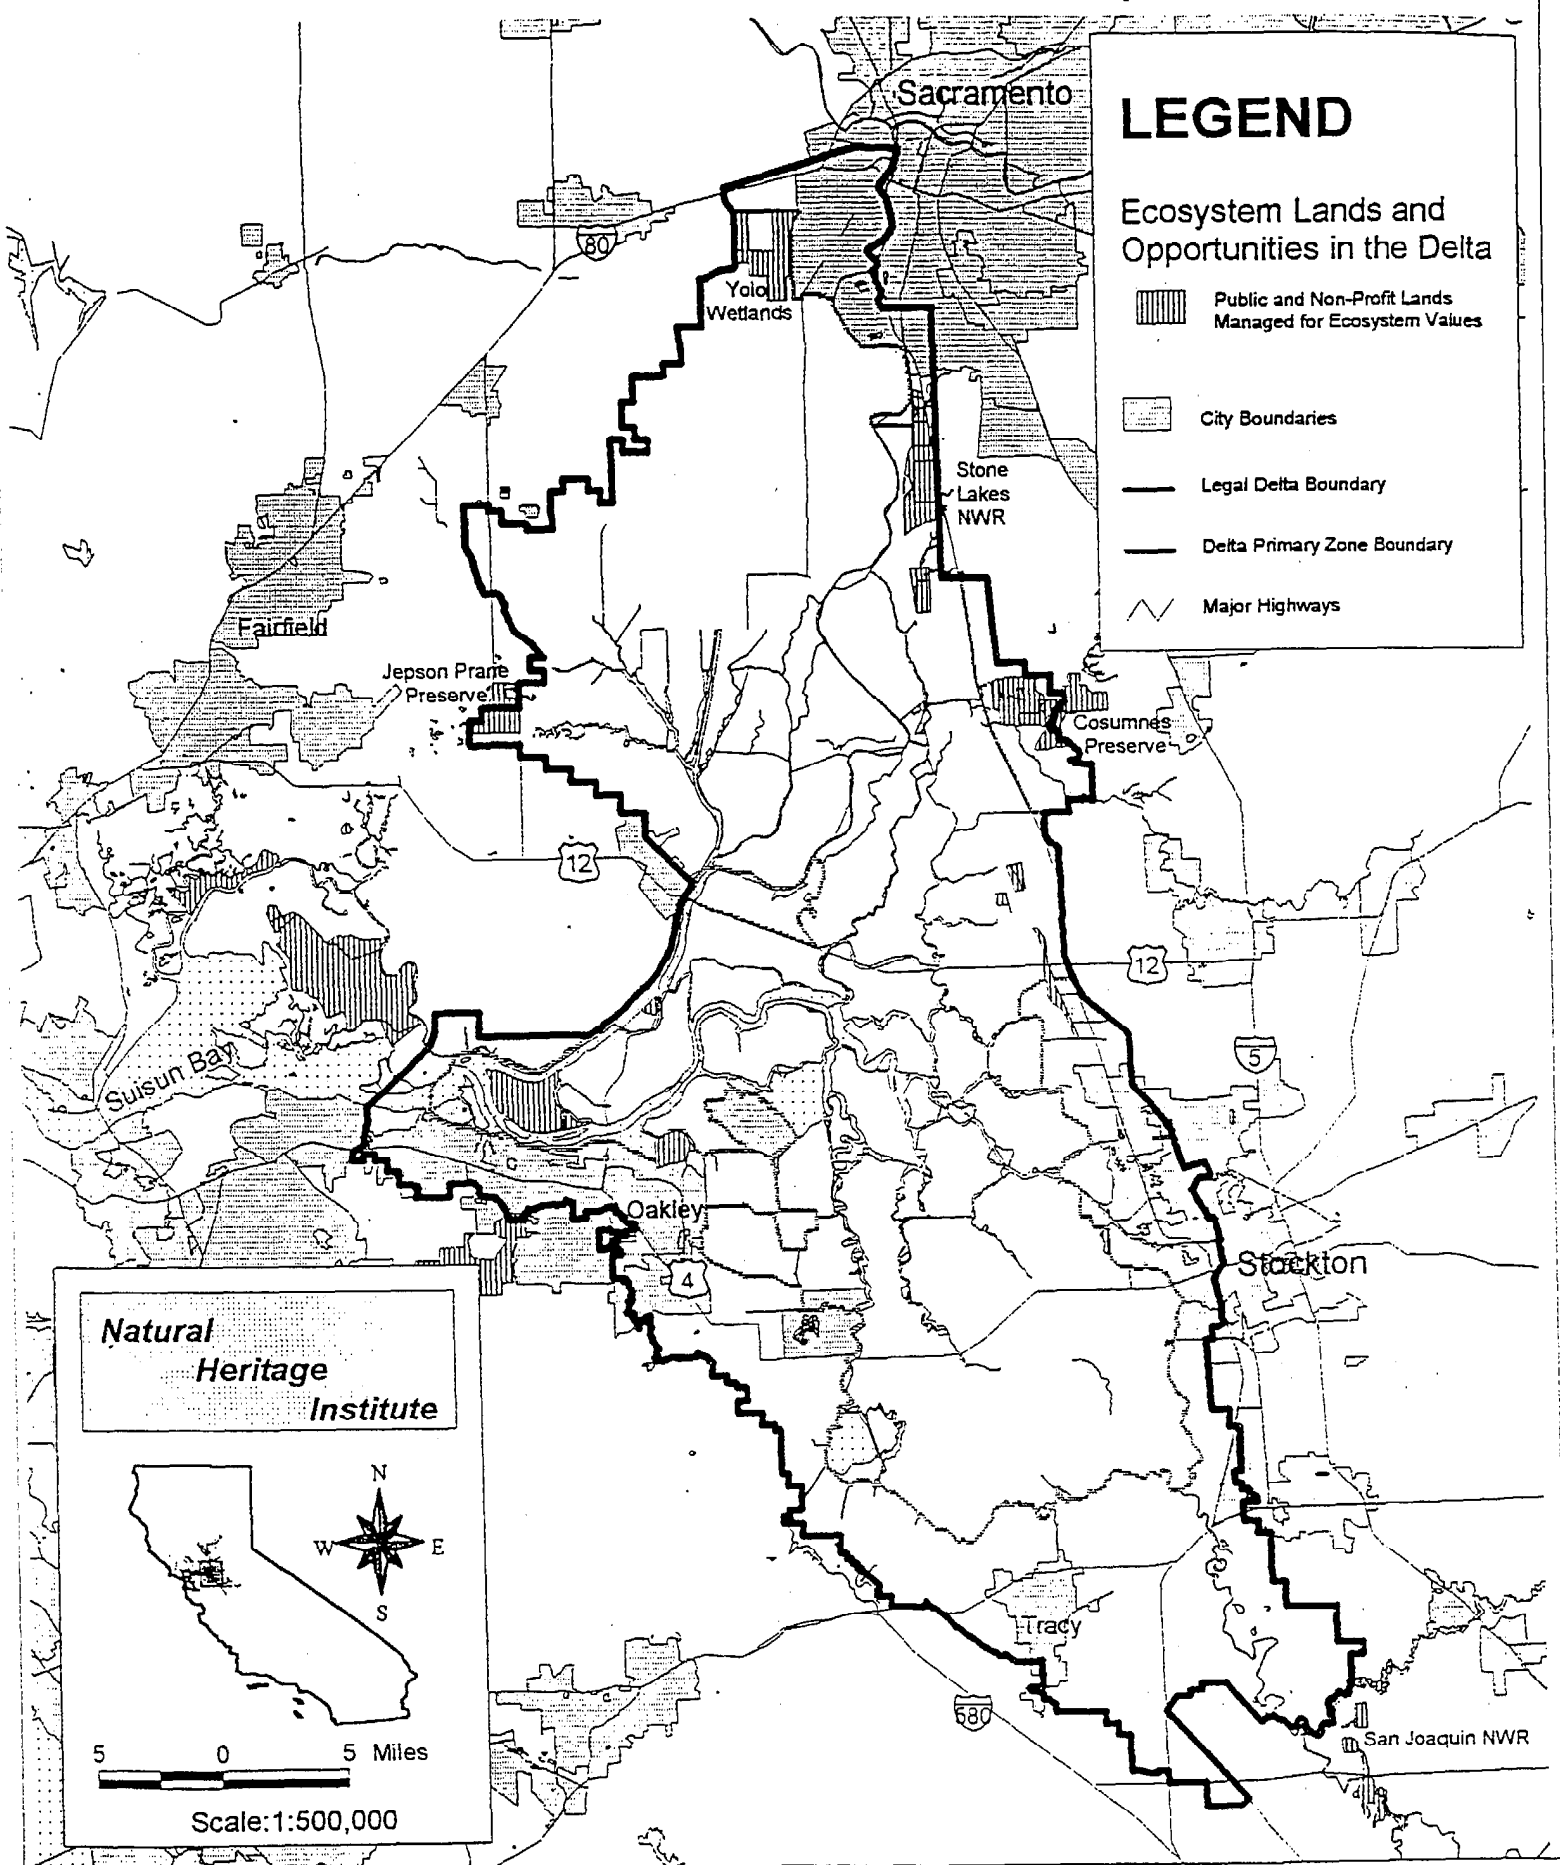 Sacramento
LEGEND
Ecosystem Lands and
Opportunities in the Delta
Public and Non-Profit Lands
Managed for Ecosystem Values
City Boundaries
Legal Delta Boundary
Delta Primary Zone Boundary
Major Highways
80
Yolo
Wetlands
Stone
Lakes
NWR
Fairfield
Jepson Prarie
Preserve
Cosumnes
Preserve
12
12
5
Suisun Bay
Oakley
4
Stockton
Natural
Heritage
Institute
N
W E
S
Tracy
580
San Joaquin NWR
5 0 5 Miles
Scale:1:500,000